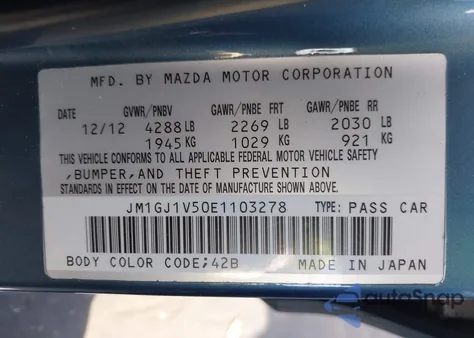 MFD. BY MAZDA MOTOR CORPORATION
DATE GVWR/PNBV GAWR/PNBE FRT GAWR/PNBE RR
12/12 4288 LB 2269 LB 2030 LB
1945 KG 1029 KG 921 KG
THIS VEHICLE CONFORMS TO ALL APPLICABLE FEDERAL MOTOR VEHICLE SAFETY
,BUMPER,AND THEFT PREVENTION
STANDARDS IN EFFECT ON THE DATE OF MANUFACTURE SHOWN ABOVE.
JM1GJ1V50E1103278 TYPE: PASS CAR
BODY COLOR CODE;42B MADE IN JAPAN
autoSnap